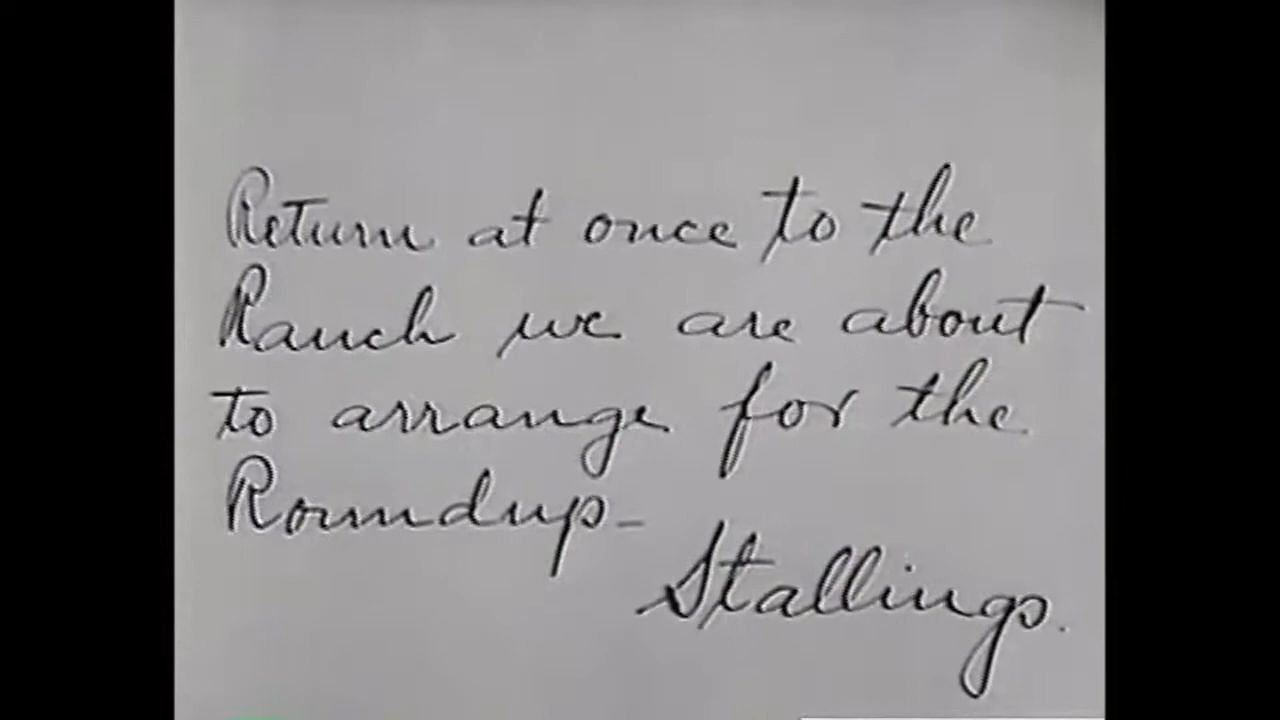 Return at once to the
Ranch we are about
to arrange for the
Roundup-
Stallings.